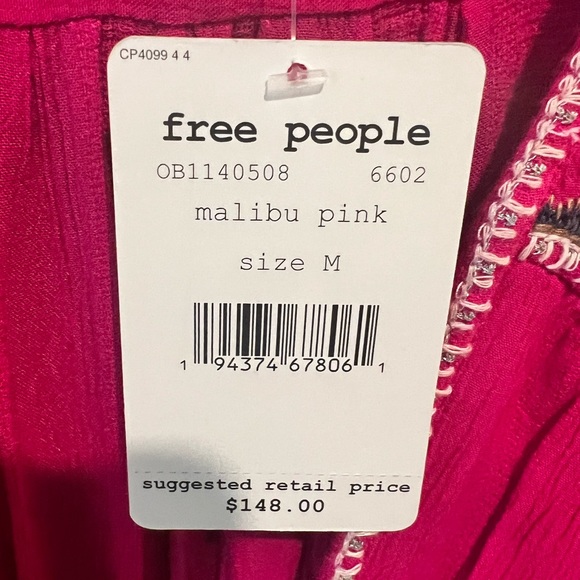 CP4099 4 4
free people
OB1140508 6602
malibu pink
size M
1 94374 67806 1
suggested retail price
$148.00